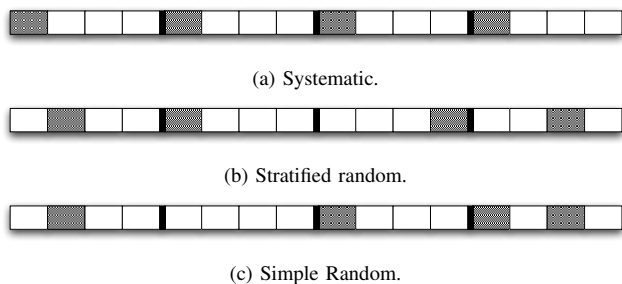 (a) Systematic.
(b) Stratified random.
(c) Simple Random.